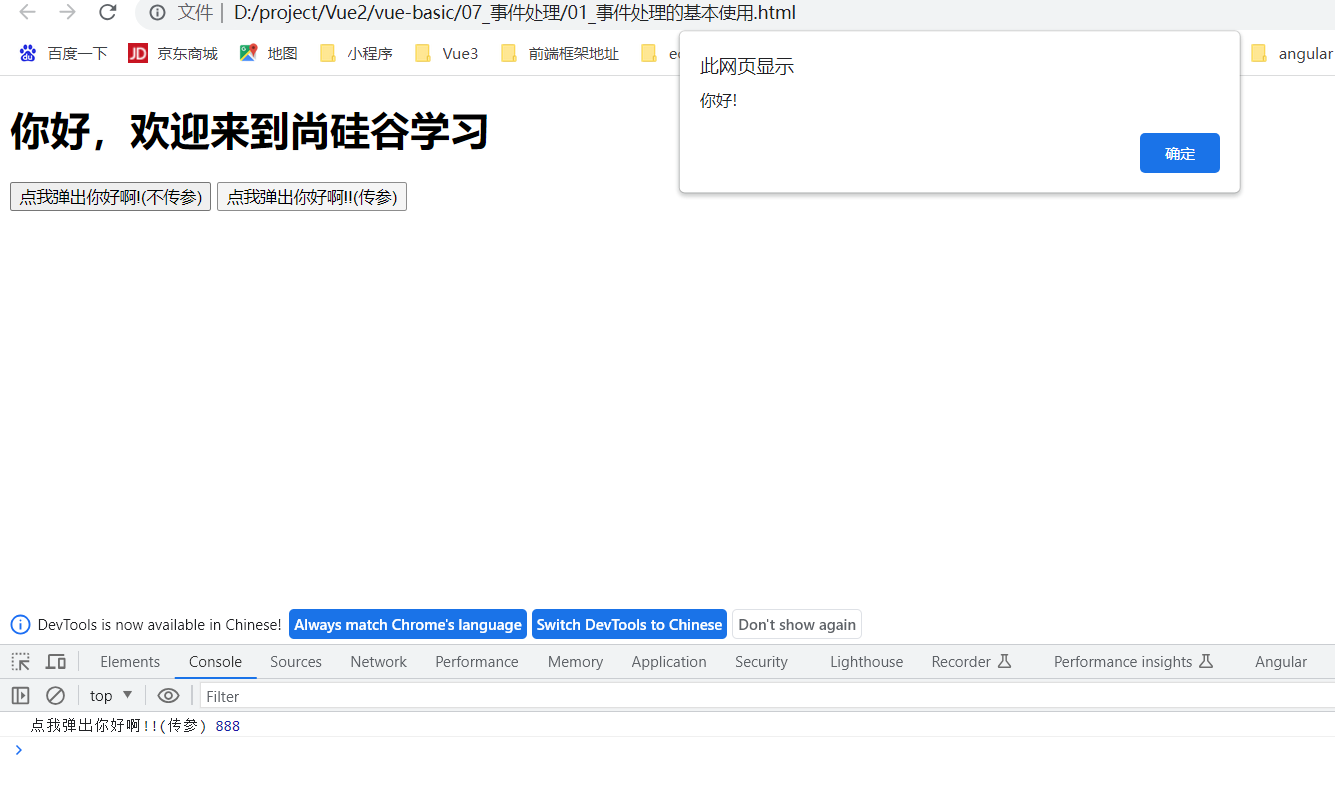 文件 | D:/project/Vue2/vue-basic/07_事件处理/01_事件处理的基本使用.html
百度一下 JD 京东商城 地图 小程序 Vue3 前端框架地址 angular
此网页显示
你好!
确定
你好，欢迎来到尚硅谷学习
点我弹出你好啊!(不传参) 点我弹出你好啊!!(传参)
DevTools is now available in Chinese! Always match Chrome's language Switch DevTools to Chinese Don't show again
Elements Console Sources Network Performance Memory Application Security Lighthouse Recorder Performance insights Angular
top Filter
点我弹出你好啊!!(传参) 888